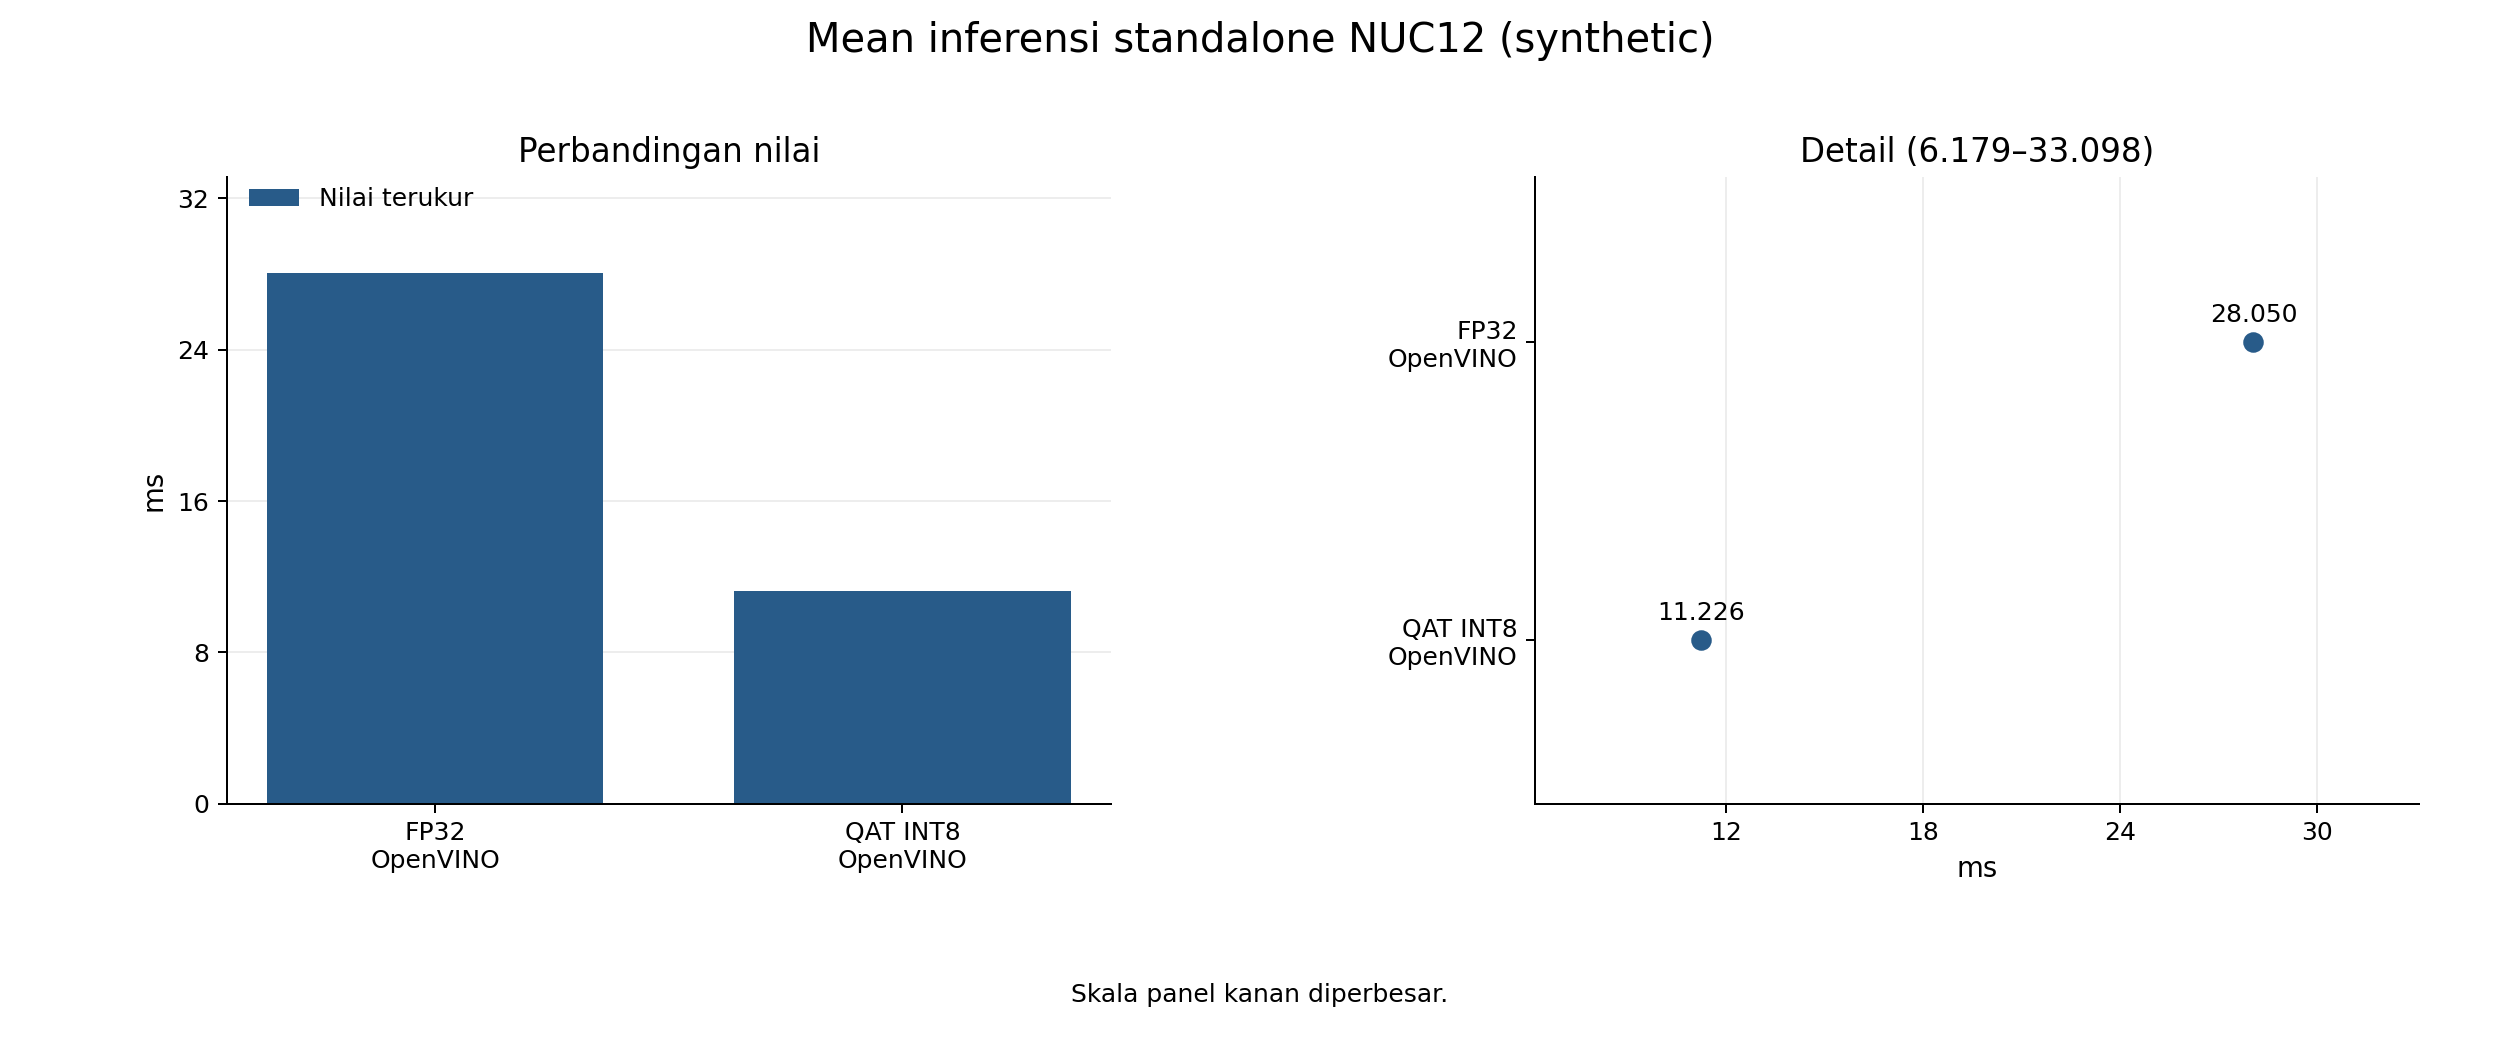 Mean inferensi standalone NUC12 (synthetic)
Perbandingan nilai
Nilai terukur
32
24
16
8
0
ms
FP32
OpenVINO
QAT INT8
OpenVINO
Detail (6.179–33.098)
FP32
OpenVINO
QAT INT8
OpenVINO
28.050
11.226
12
18
24
30
ms
Skala panel kanan diperbesar.